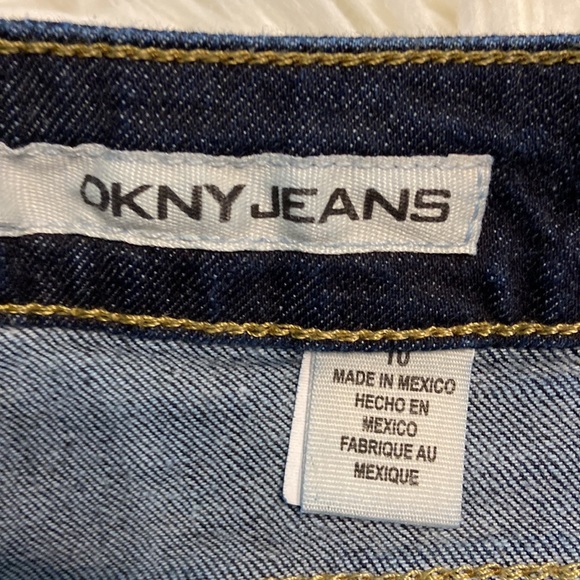 DKNY JEANS
10
MADE IN MEXICO
HECHO EN
MEXICO
FABRIQUE AU
MEXIQUE